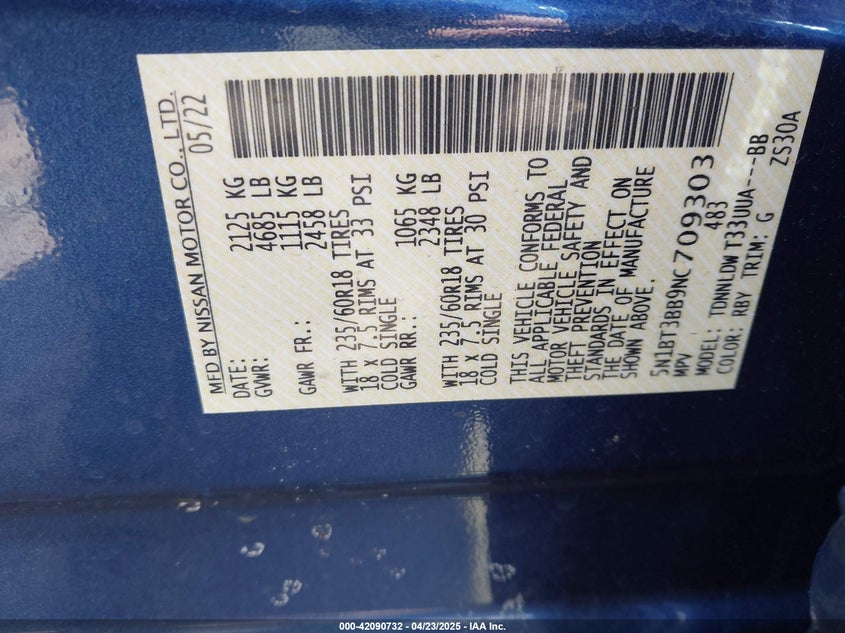 MFD BY NISSAN MOTOR CO., LTD.
05/22
DATE:
GVWR: 2125 KG
4685 LB
GAWR FR.: 1115 KG
2458 LB
WITH 235/60R18 TIRES
18 X 7.5 RIMS AT 33 PSI
COLD SINGLE
GAWR RR.: 1065 KG
2348 LB
WITH 235/60R18 TIRES
18 X 7.5 RIMS AT 30 PSI
COLD SINGLE
THIS VEHICLE CONFORMS TO
ALL APPLICABLE FEDERAL
MOTOR VEHICLE SAFETY AND
THEFT PREVENTION
STANDARDS IN EFFECT ON
THE DATE OF MANUFACTURE
SHOWN ABOVE.
5N1BT3BB9NC709303
MPV 483
MODEL: TDNNLDW T33UUA---BB
COLOR: RBY TRIM: G ZS30A
000-42090732 - 04/23/2025 - IAA Inc.